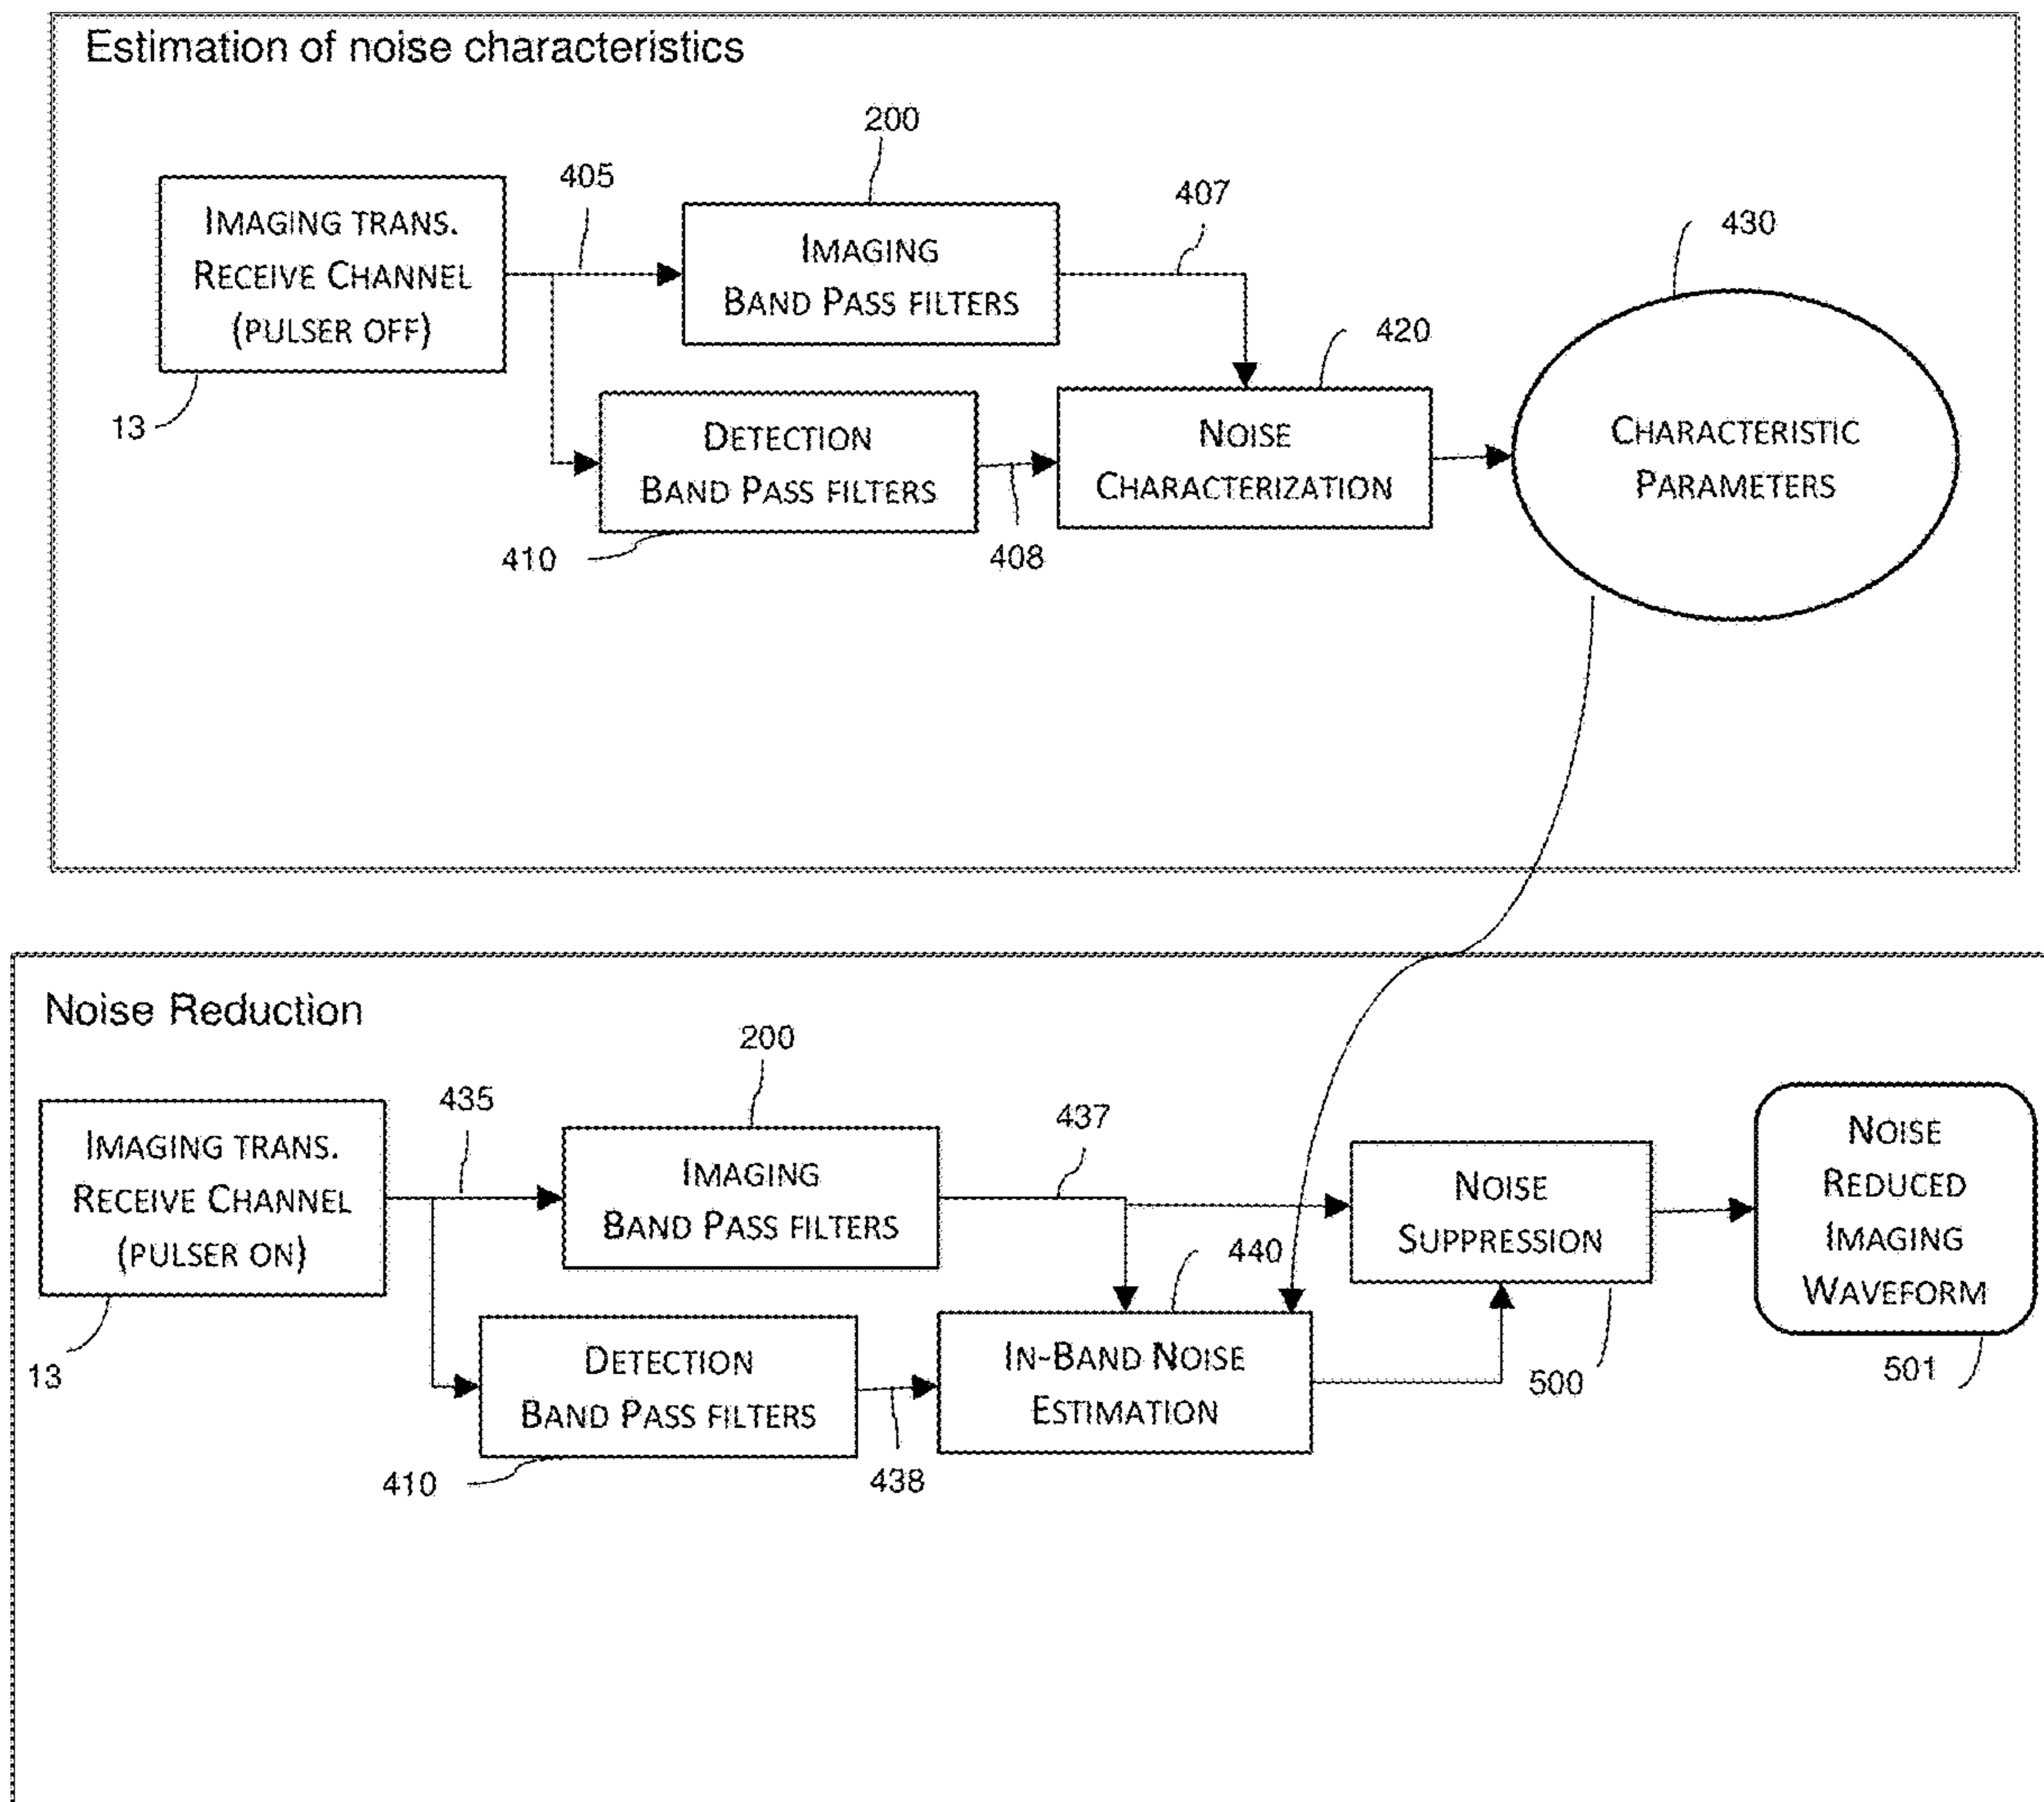 Estimation of noise characteristics
200
405
407
430
IMAGING TRANS.
RECEIVE CHANNEL
(PULSER OFF)
IMAGING
BAND PASS FILTERS
420
13
DETECTION
BAND PASS FILTERS
NOISE
CHARACTERIZATION
CHARACTERISTIC
PARAMETERS
410
408
Noise Reduction
200
435
437
IMAGING TRANS.
RECEIVE CHANNEL
(PULSER ON)
IMAGING
BAND PASS FILTERS
440
NOISE
SUPPRESSION
NOISE
REDUCED
IMAGING
WAVEFORM
13
DETECTION
BAND PASS FILTERS
IN-BAND NOISE
ESTIMATION
500
501
410
438